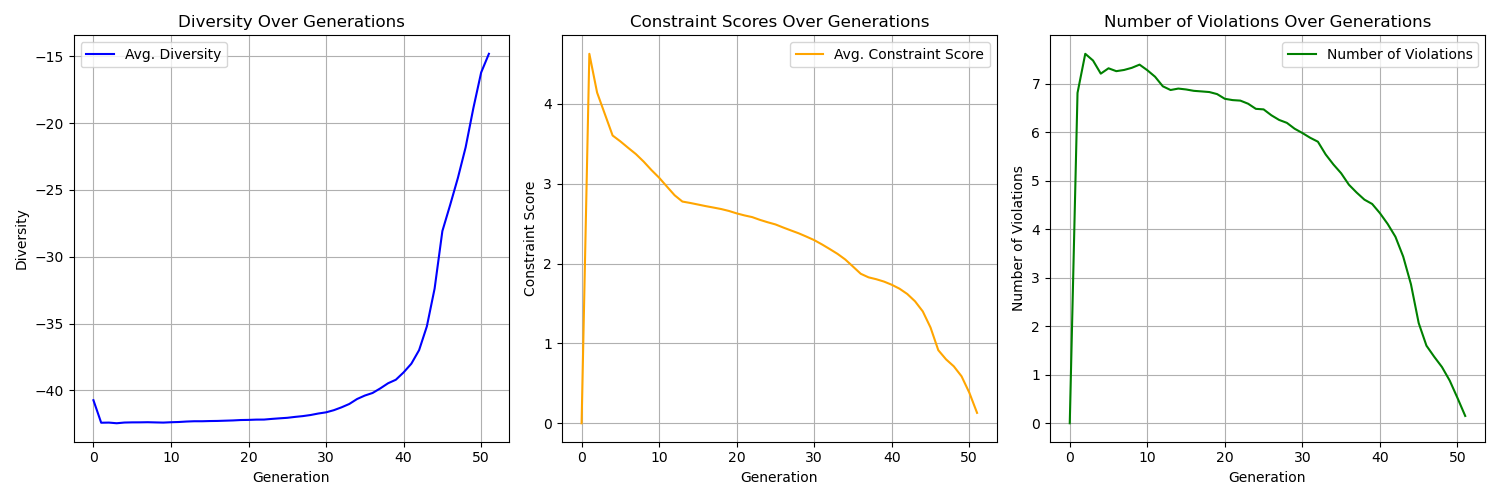 Diversity Over Generations
Avg. Diversity
Diversity
−15
−20
−25
−30
−35
−40
0 10 20 30 40 50
Generation
Constraint Scores Over Generations
Avg. Constraint Score
Constraint Score
4
3
2
1
0
0 10 20 30 40 50
Generation
Number of Violations Over Generations
Number of Violations
Number of Violations
7
6
5
4
3
2
1
0
0 10 20 30 40 50
Generation